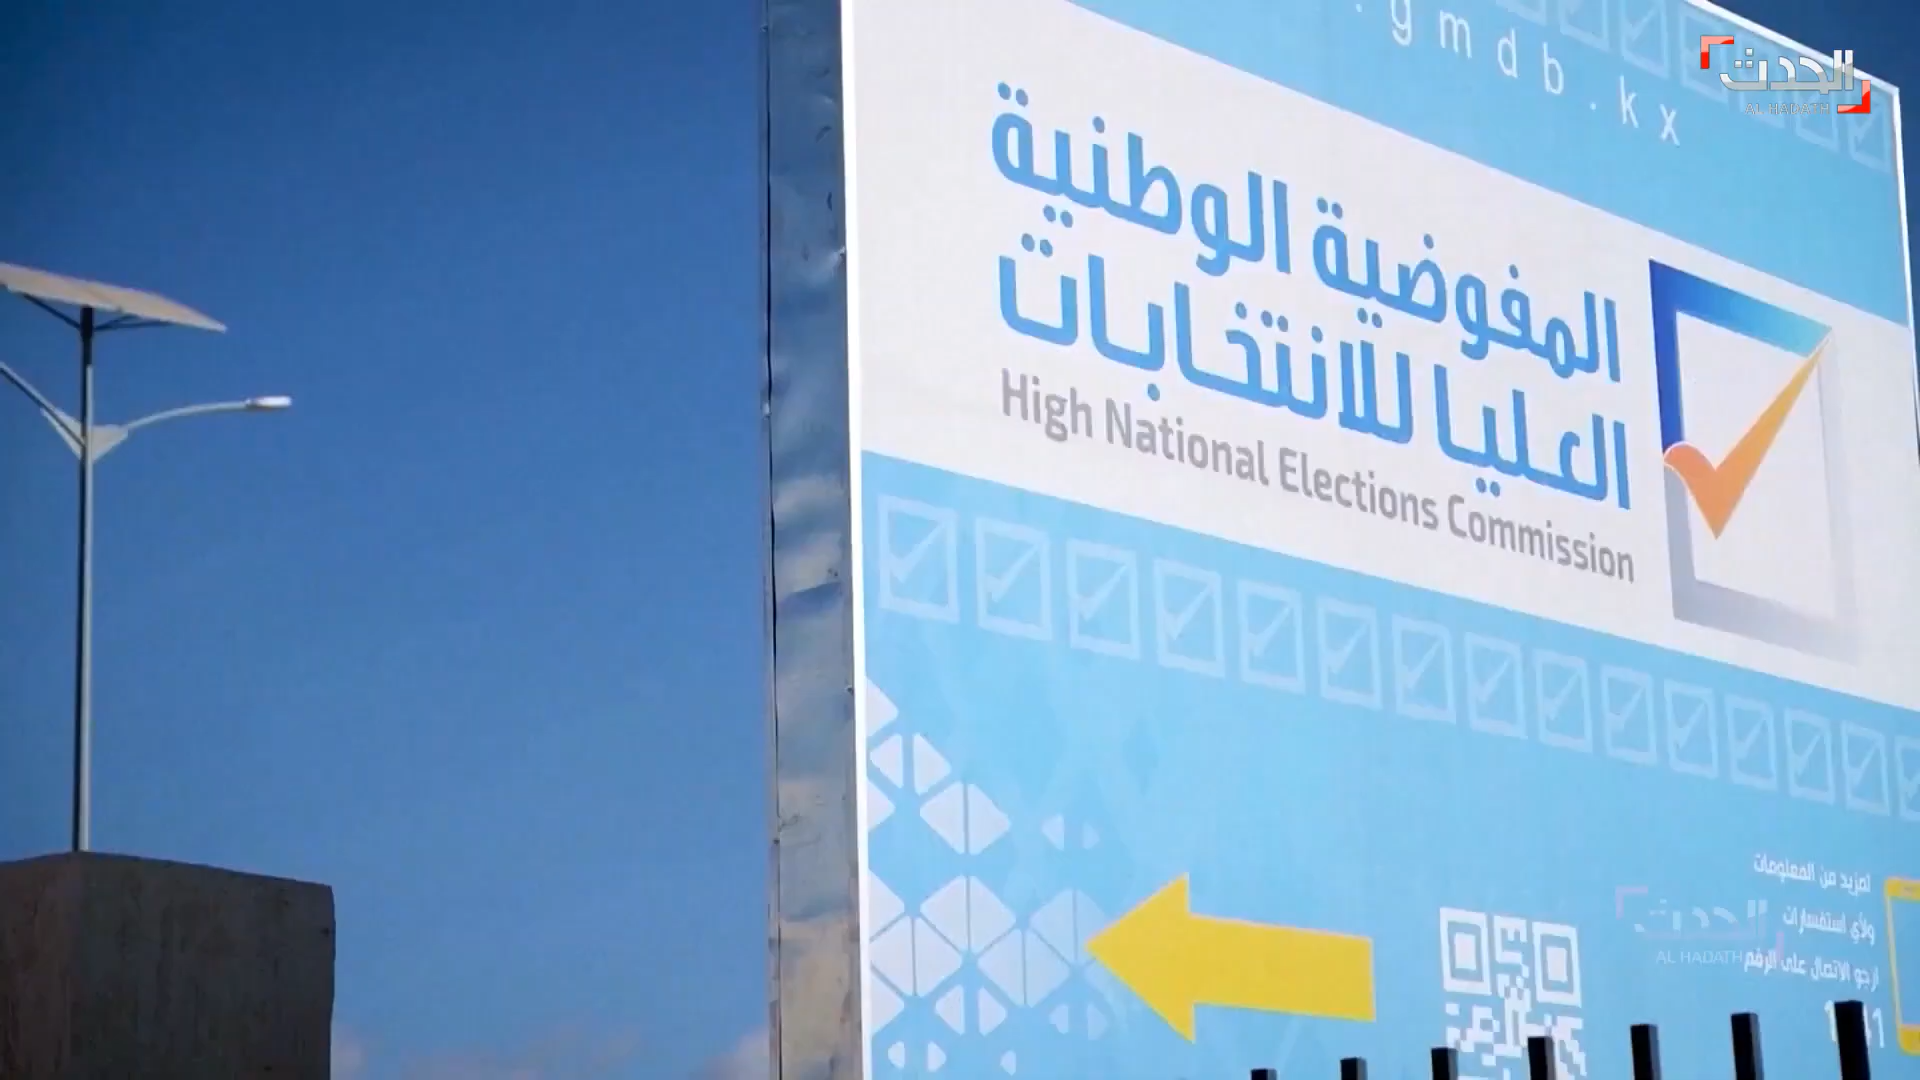 .gmdb.kx
الحدث
AL HADATH
المفوضية الوطنية
العليا للانتخابات
High National Elections Commission
لمزيد من المعلومات
ولأي استفسارات
ارجو الاتصال على الرقم
الحدث
AL HADATH